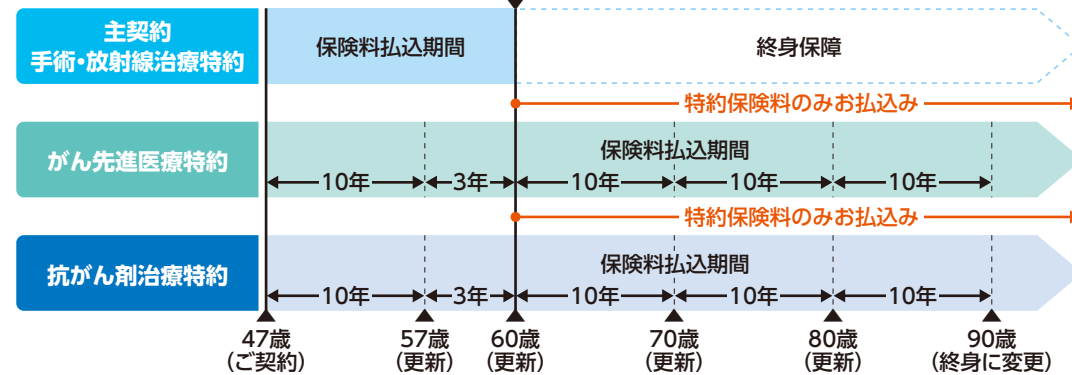 主契約
手術・放射線治療特約
保険料払込期間
終身保障
特約保険料のみお払込み
がん先進医療特約
保険料払込期間
10年
3年
10年
10年
10年
特約保険料のみお払込み
抗がん剤治療特約
保険料払込期間
10年
3年
10年
10年
10年
47歳
(ご契約)
57歳
(更新)
60歳
(更新)
70歳
(更新)
80歳
(更新)
90歳
(終身に変更)